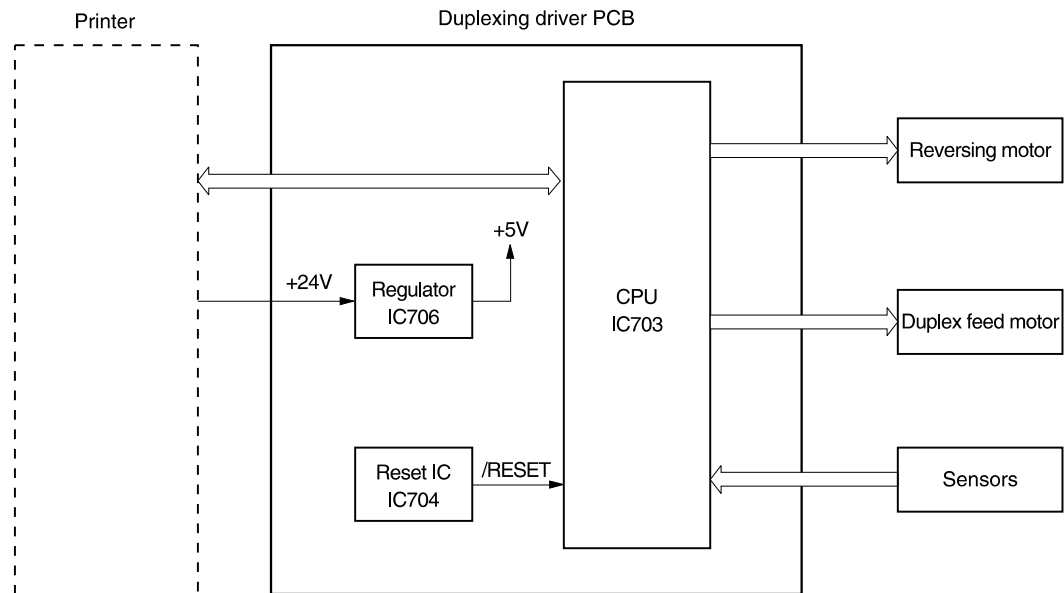 Printer
Duplexing driver PCB
Reversing motor
+5V
+24V
Regulator
IC706
CPU
IC703
Duplex feed motor
Reset IC
IC704
/RESET
Sensors